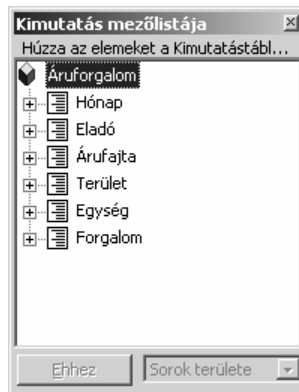 Kimutatás mezőlistája
Húzza az elemeket a Kimutatástábl...
Áruforgalom
Hónap
Eladó
Árufajta
Terület
Egység
Forgalom
Ehhez
Sorok területe